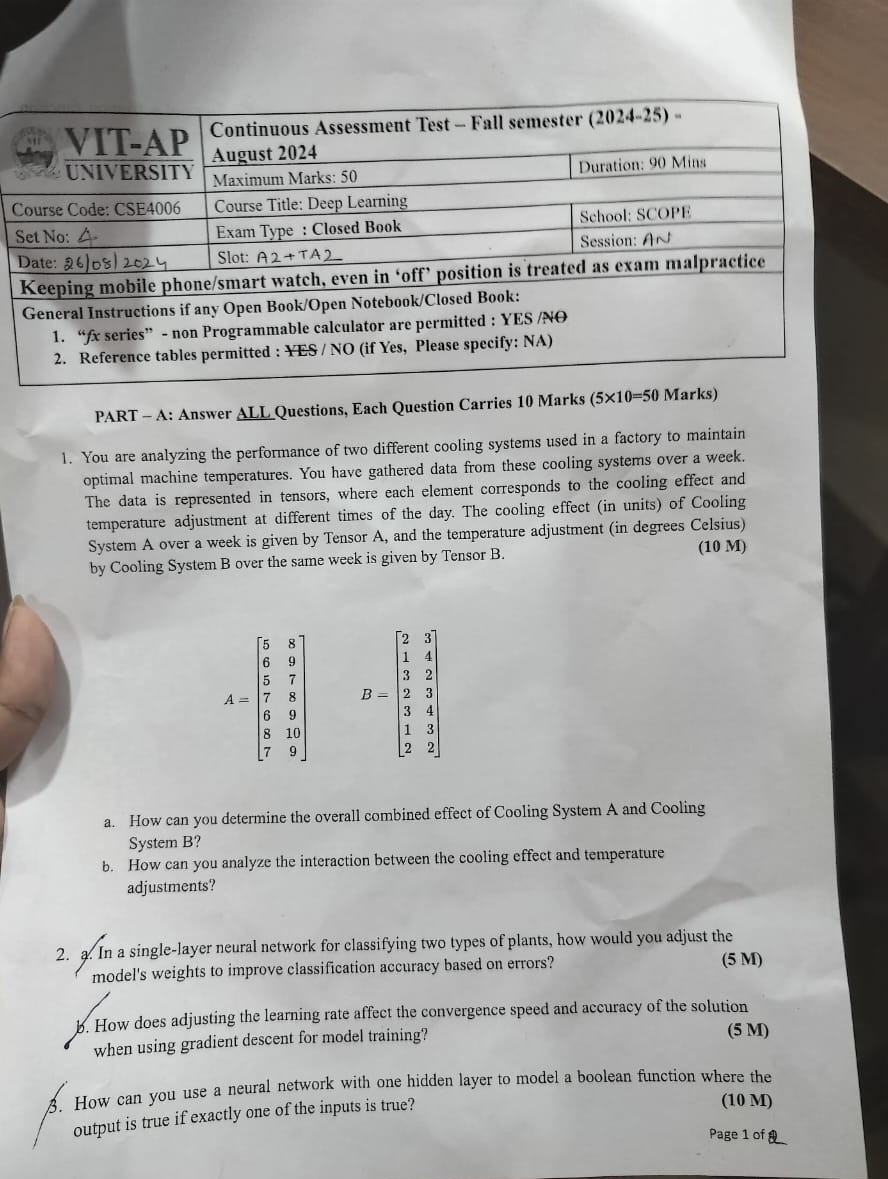 VIT-AP
UNIVERSITY
Continuous Assessment Test – Fall semester (2024-25) -
August 2024
Maximum Marks: 50
Duration: 90 Mins
Course Code: CSE4006
Course Title: Deep Learning
Set No: A
Exam Type : Closed Book
School: SCOPE
Date: 26/08/2024
Slot: A2+TA2
Session: AN
Keeping mobile phone/smart watch, even in ‘off’ position is treated as exam malpractice
General Instructions if any Open Book/Open Notebook/Closed Book:
1. “fx series” - non Programmable calculator are permitted : YES /NO
2. Reference tables permitted : YES / NO (if Yes, Please specify: NA)
PART – A: Answer ALL Questions, Each Question Carries 10 Marks (5×10=50 Marks)
1. You are analyzing the performance of two different cooling systems used in a factory to maintain
optimal machine temperatures. You have gathered data from these cooling systems over a week.
The data is represented in tensors, where each element corresponds to the cooling effect and
temperature adjustment at different times of the day. The cooling effect (in units) of Cooling
System A over a week is given by Tensor A, and the temperature adjustment (in degrees Celsius)
by Cooling System B over the same week is given by Tensor B. (10 M)
A =
5 8
6 9
5 7
7 8
6 9
8 10
7 9
B =
2 3
1 4
3 2
2 3
3 4
1 3
2 2
a. How can you determine the overall combined effect of Cooling System A and Cooling
System B?
b. How can you analyze the interaction between the cooling effect and temperature
adjustments?
2. a. In a single-layer neural network for classifying two types of plants, how would you adjust the
model's weights to improve classification accuracy based on errors? (5 M)
b. How does adjusting the learning rate affect the convergence speed and accuracy of the solution
when using gradient descent for model training? (5 M)
3. How can you use a neural network with one hidden layer to model a boolean function where the
output is true if exactly one of the inputs is true? (10 M)
Page 1 of 2